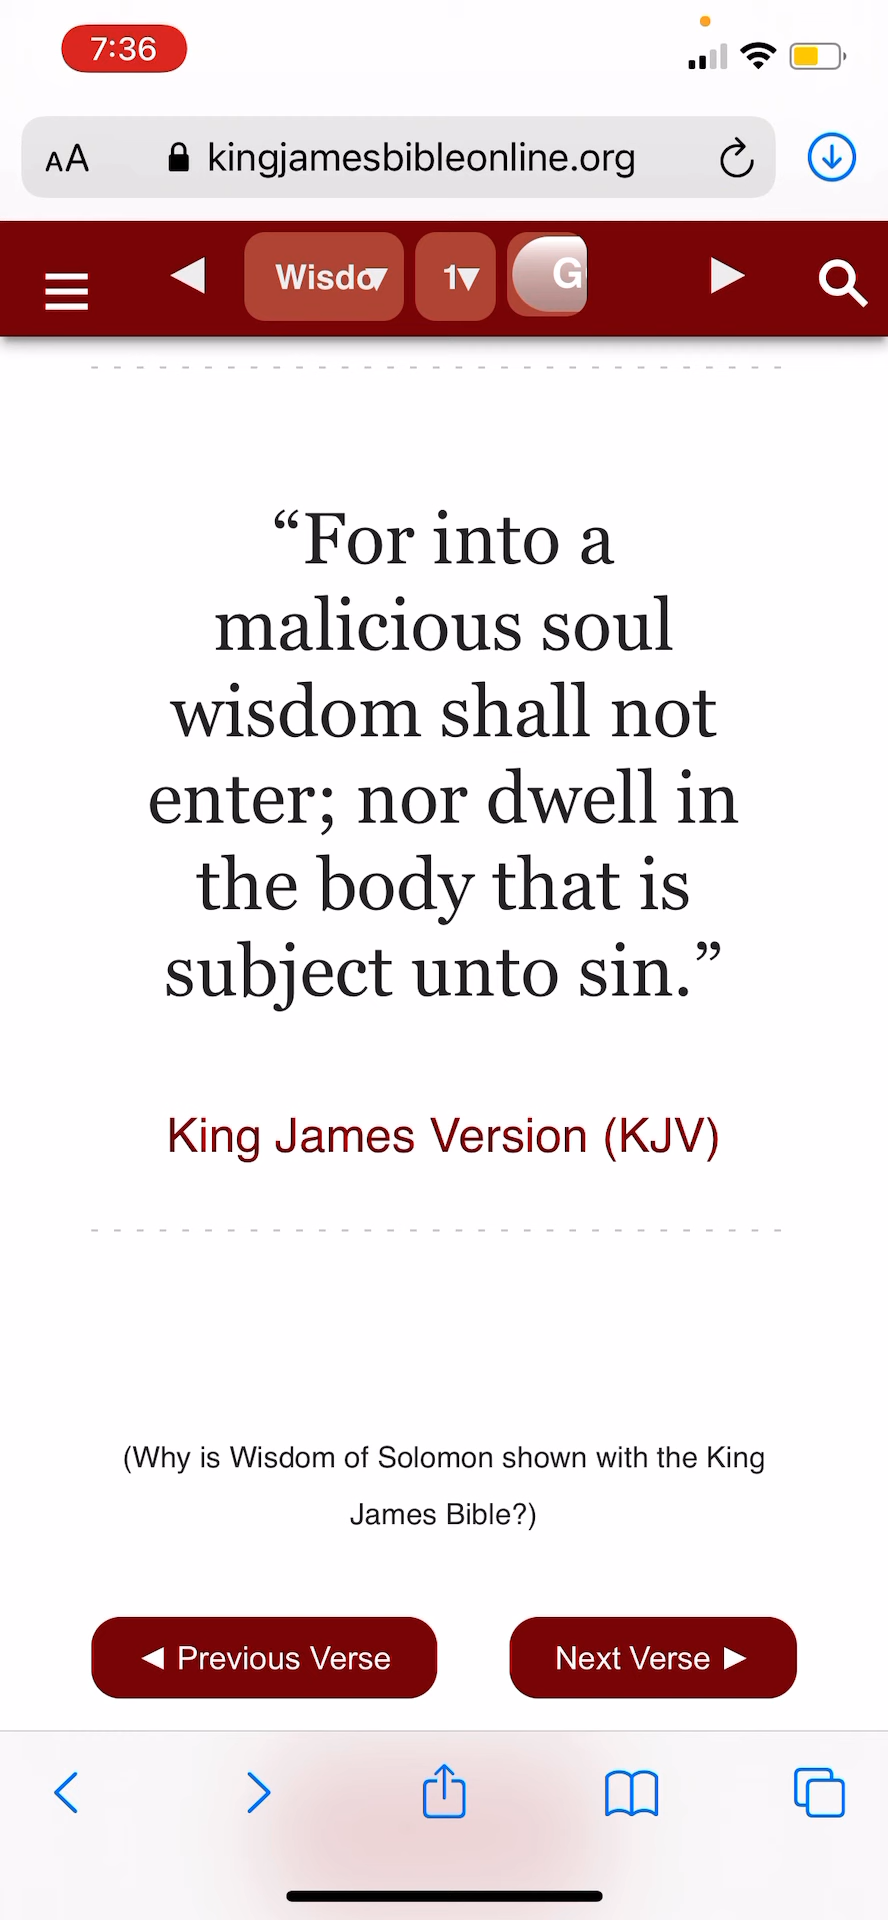 7:36
AA kingjamesbibleonline.org
1 G
“For into a
malicious soul
wisdom shall not
enter; nor dwell in
the body that is
subject unto sin.”
King James Version (KJV)
(Why is Wisdom of Solomon shown with the King
James Bible?)
◄ Previous Verse
Next Verse ►